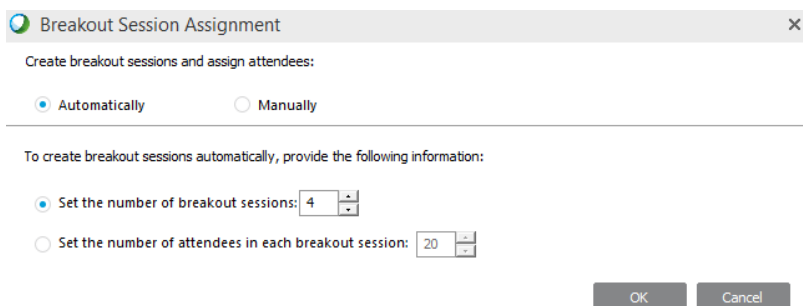 Breakout Session Assignment
Create breakout sessions and assign attendees:
Automatically Manually
To create breakout sessions automatically, provide the following information:
Set the number of breakout sessions: 4
Set the number of attendees in each breakout session: 20
OK Cancel